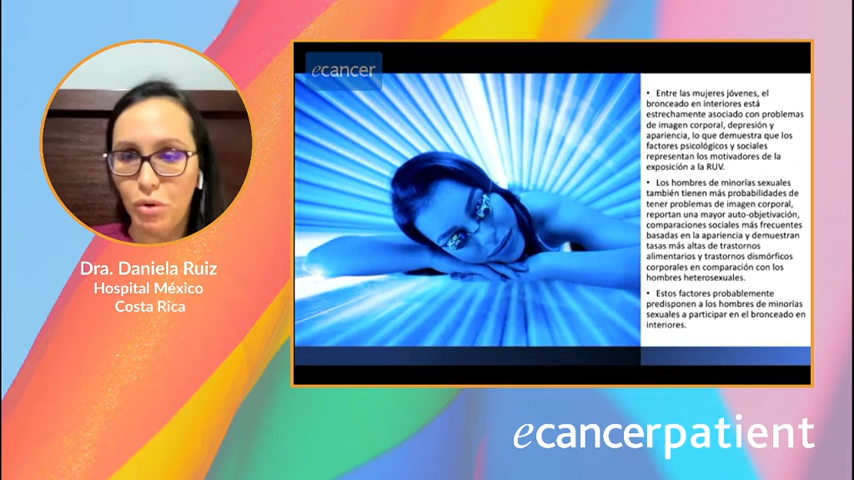 ecancer
• Entre las mujeres jóvenes, el
bronceado en interiores está
estrechamente asociado con problemas
de imagen corporal, depresión y
apariencia, lo que demuestra que los
factores psicológicos y sociales
representan los motivadores de la
exposición a la RUV.
• Los hombres de minorías sexuales
también tienen más probabilidades de
tener problemas de imagen corporal,
reportan una mayor auto-objetivación,
comparaciones sociales más frecuentes
basadas en la apariencia y demuestran
tasas más altas de trastornos
alimentarios y trastornos dismórficos
corporales en comparación con los
hombres heterosexuales.
• Estos factores probablemente
predisponen a los hombres de minorías
sexuales a participar en el bronceado en
interiores.
Dra. Daniela Ruiz
Hospital México
Costa Rica
ecancerpatient